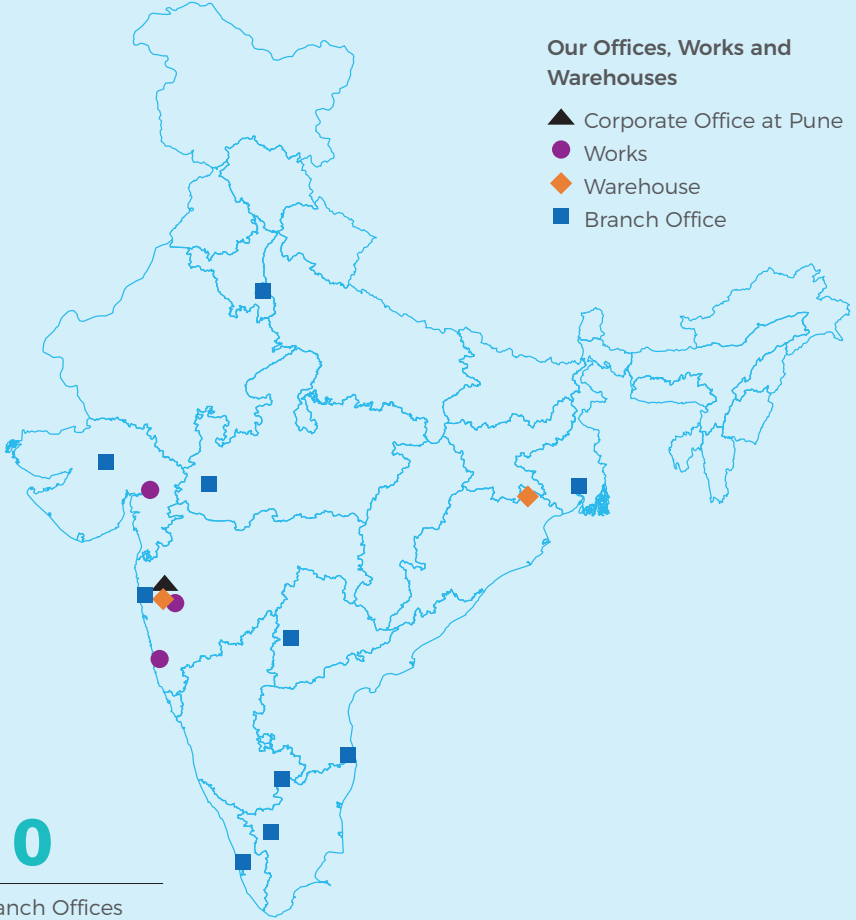 Our Offices, Works and
Warehouses
Corporate Office at Pune
Works
Warehouse
Branch Office
0
anch Offices